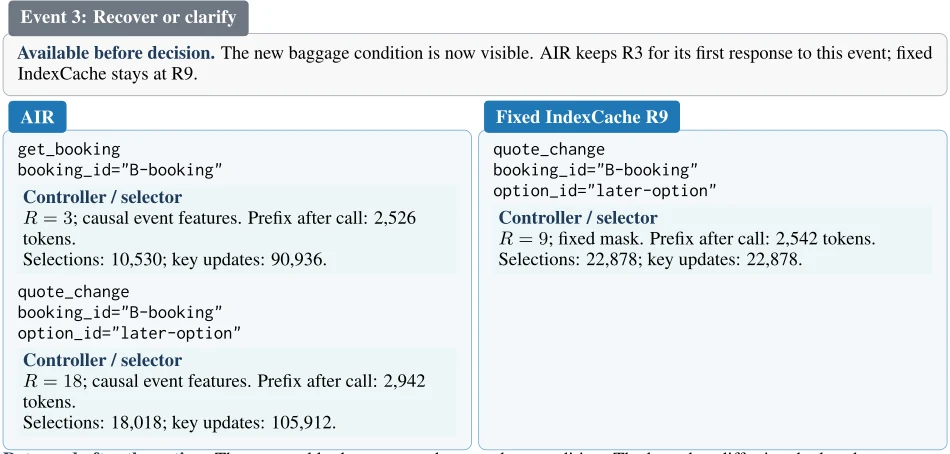 Event 3: Recover or clarify
Available before decision. The new baggage condition is now visible. AIR keeps R3 for its first response to this event; fixed
IndexCache stays at R9.
AIR
get_booking
booking_id="B-booking"
Controller / selector
R = 3; causal event features. Prefix after call: 2,526
tokens.
Selections: 10,530; key updates: 90,936.
quote_change
booking_id="B-booking"
option_id="later-option"
Controller / selector
R = 18; causal event features. Prefix after call: 2,942
tokens.
Selections: 18,018; key updates: 105,912.
Fixed IndexCache R9
quote_change
booking_id="B-booking"
option_id="later-option"
Controller / selector
R = 9; fixed mask. Prefix after call: 2,542 tokens.
Selections: 22,878; key updates: 22,878.